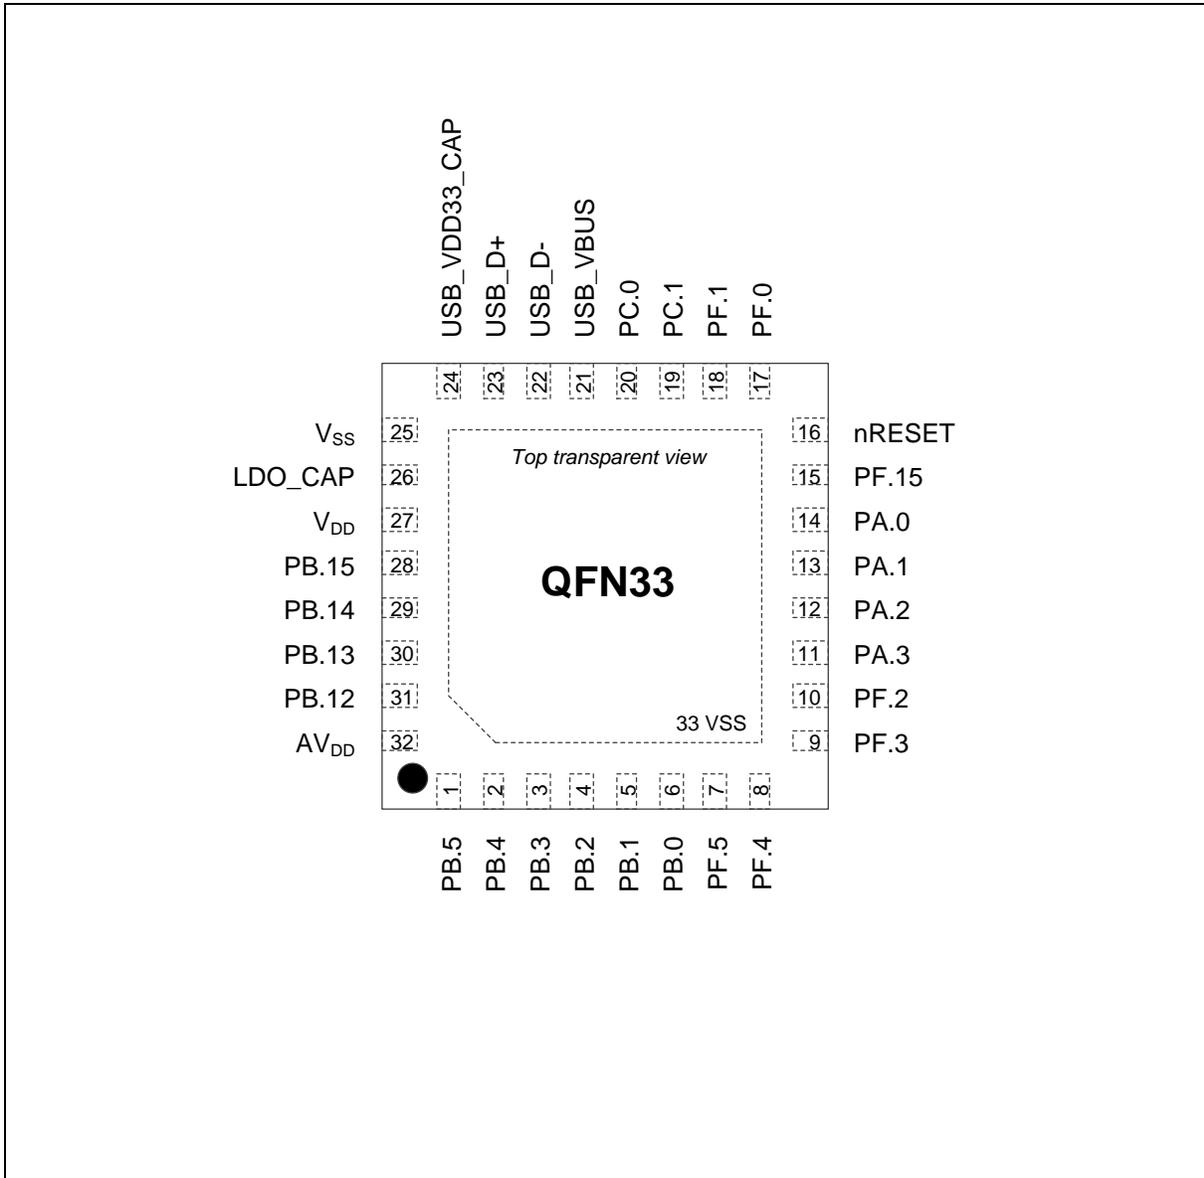 USB_VDD33_CAP
USB_D+
USB_D-
USB_VBUS
PC.0
PC.1
PF.1
PF.0
24
23
22
21
20
19
18
17
VSS 25
LDO_CAP 26
VDD 27
PB.15 28
PB.14 29
PB.13 30
PB.12 31
AVDD 32
Top transparent view
QFN33
33 VSS
16 nRESET
15 PF.15
14 PA.0
13 PA.1
12 PA.2
11 PA.3
10 PF.2
9 PF.3
1
2
3
4
5
6
7
8
PB.5
PB.4
PB.3
PB.2
PB.1
PB.0
PF.5
PF.4